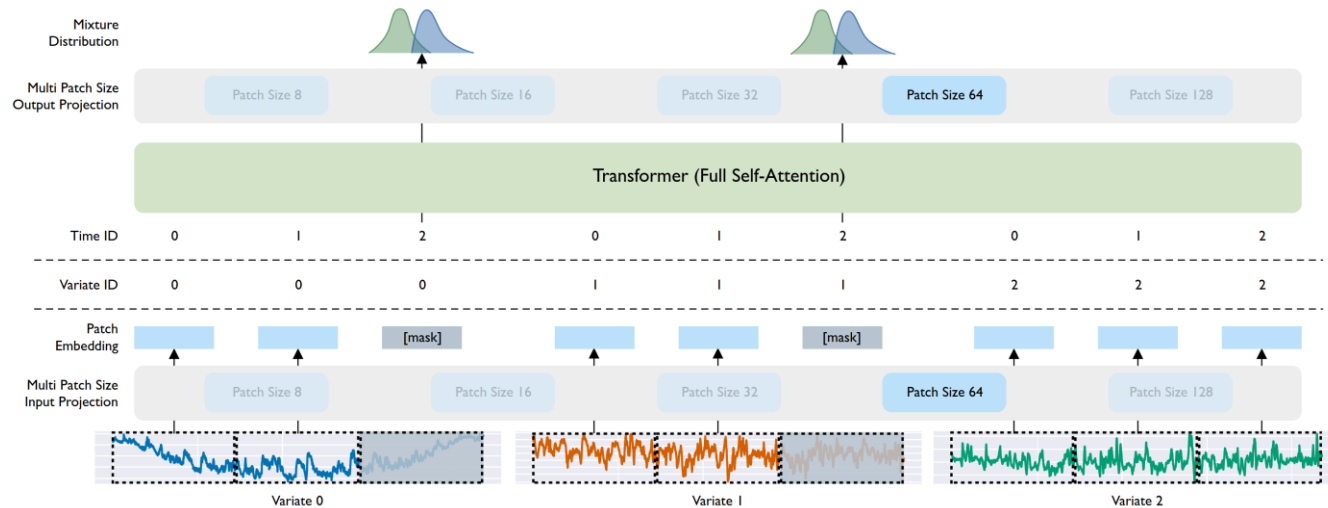 Mixture
Distribution
Multi Patch Size
Output Projection
Patch Size 8
Patch Size 16
Patch Size 32
Patch Size 64
Patch Size 128
Transformer (Full Self-Attention)
Time ID 0 1 2 0 1 2 0 1 2
Variate ID 0 0 0 1 1 1 2 2 2
Patch
Embedding
[mask]
[mask]
Multi Patch Size
Input Projection
Patch Size 8
Patch Size 16
Patch Size 32
Patch Size 64
Patch Size 128
Variate 0
Variate 1
Variate 2